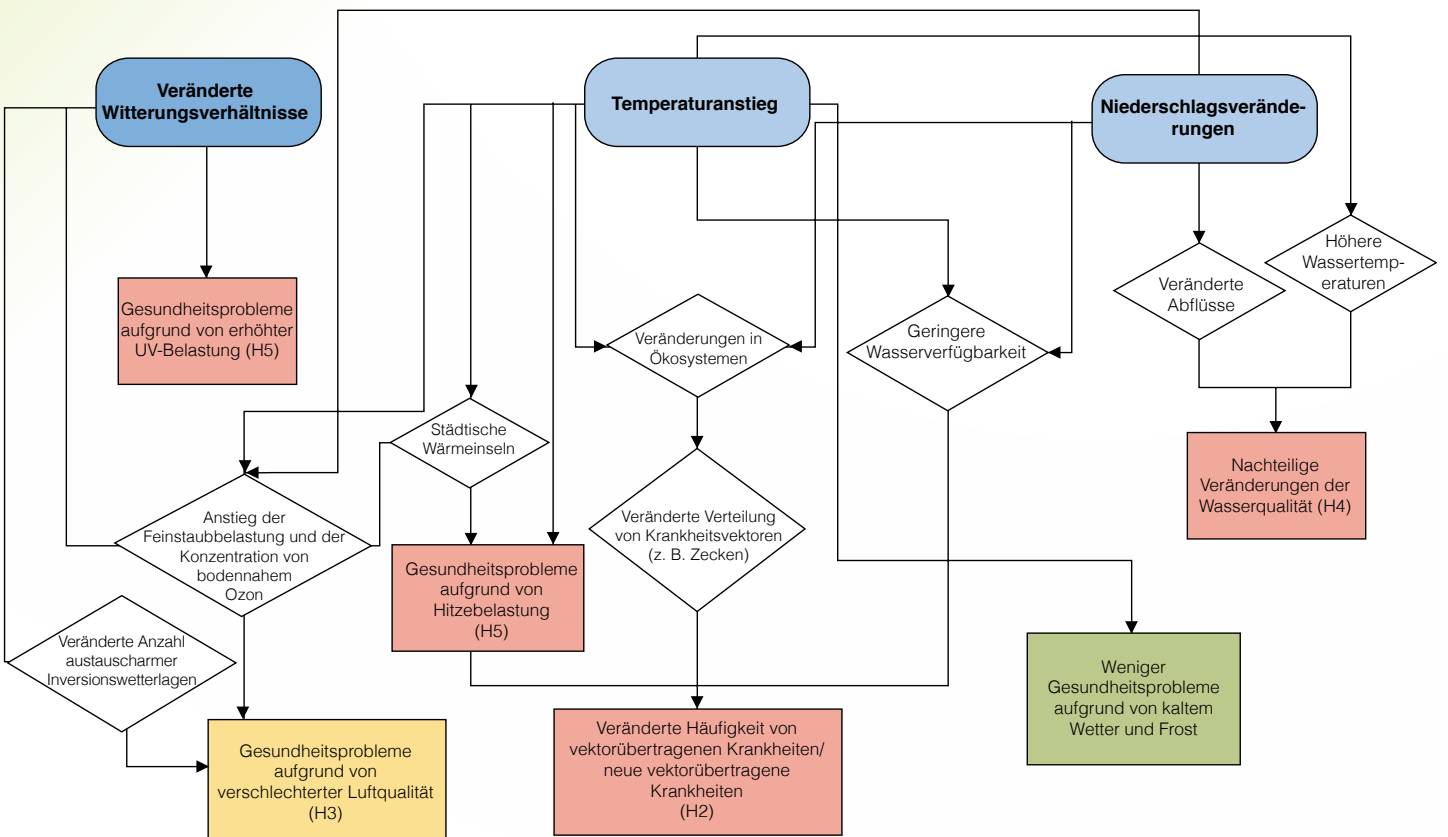 Veränderte
Witterungsverhältnisse
Temperaturanstieg
Niederschlagsverände-
rungen
Gesundheitsprobleme
aufgrund von erhöhter
UV-Belastung (H5)
Veränderungen in
Ökosystemen
Geringere
Wasserverfügbarkeit
Veränderte
Abflüsse
Höhere
Wassertemp-
eraturen
Städtische
Wärmeinseln
Nachteilige
Veränderungen der
Wasserqualität (H4)
Anstieg der
Feinstaubbelastung und der
Konzentration von
bodennahem
Ozon
Veränderte Verteilung
von Krankheitsvektoren
(z. B. Zecken)
Gesundheitsprobleme
aufgrund von
Hitzebelastung
(H5)
Veränderte Anzahl
austauscharmer
Inversionswetterlagen
Weniger
Gesundheitsprobleme
aufgrund von kaltem
Wetter und Frost
Gesundheitsprobleme
aufgrund von
verschlechterter Luftqualität
(H3)
Veränderte Häufigkeit von
vektorübertragenen Krankheiten/
neue vektorübertragene
Krankheiten
(H2)